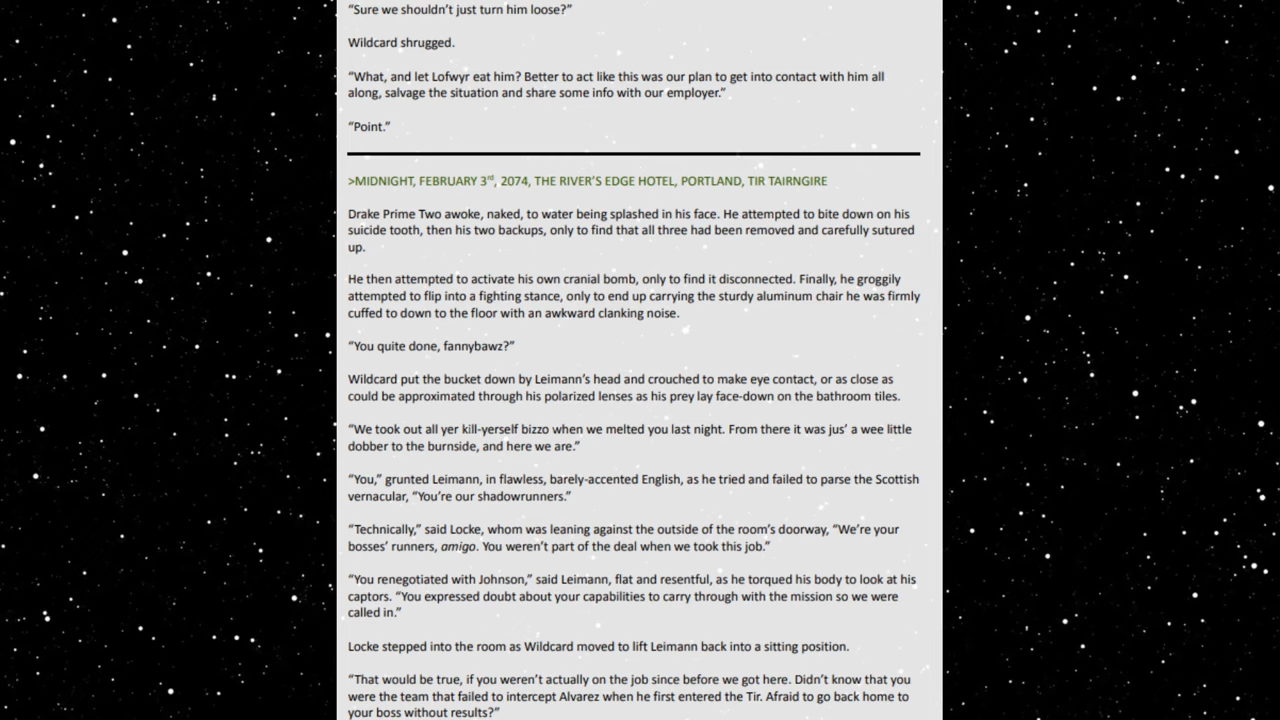 “Sure we shouldn’t just turn him loose?”
Wildcard shrugged.
“What, and let Lofwyr eat him? Better to act like this was our plan to get into contact with him all
along, salvage the situation and share some info with our employer.”
“Point.”
>MIDNIGHT, FEBRUARY 3rd, 2074, THE RIVER’S EDGE HOTEL, PORTLAND, TIR TAIRNGIRE
Drake Prime Two awoke, naked, to water being splashed in his face. He attempted to bite down on his
suicide tooth, then his two backups, only to find that all three had been removed and carefully sutured
up.
He then attempted to activate his own cranial bomb, only to find it disconnected. Finally, he groggily
attempted to flip into a fighting stance, only to end up carrying the sturdy aluminum chair he was firmly
cuffed to down to the floor with an awkward clanking noise.
“You quite done, fannybawz?”
Wildcard put the bucket down by Leimann’s head and crouched to make eye contact, or as close as
could be approximated through his polarized lenses as his prey lay face-down on the bathroom tiles.
“We took out all yer kill-yerself bizzo when we melted you last night. From there it was jus’ a wee little
dobber to the burnside, and here we are.”
“You,” grunted Leimann, in flawless, barely-accented English, as he tried and failed to parse the Scottish
vernacular, “You’re our shadowrunners.”
“Technically,” said Locke, whom was leaning against the outside of the room’s doorway, “We’re your
bosses’ runners, amigo. You weren’t part of the deal when we took this job.”
“You renegotiated with Johnson,” said Leimann, flat and resentful, as he torqued his body to look at his
captors. “You expressed doubt about your capabilities to carry through with the mission so we were
called in.”
Locke stepped into the room as Wildcard moved to lift Leimann back into a sitting position.
“That would be true, if you weren’t actually on the job since before we got here. Didn’t know that you
were the team that failed to intercept Alvarez when he first entered the Tir. Afraid to go back home to
your boss without results?”